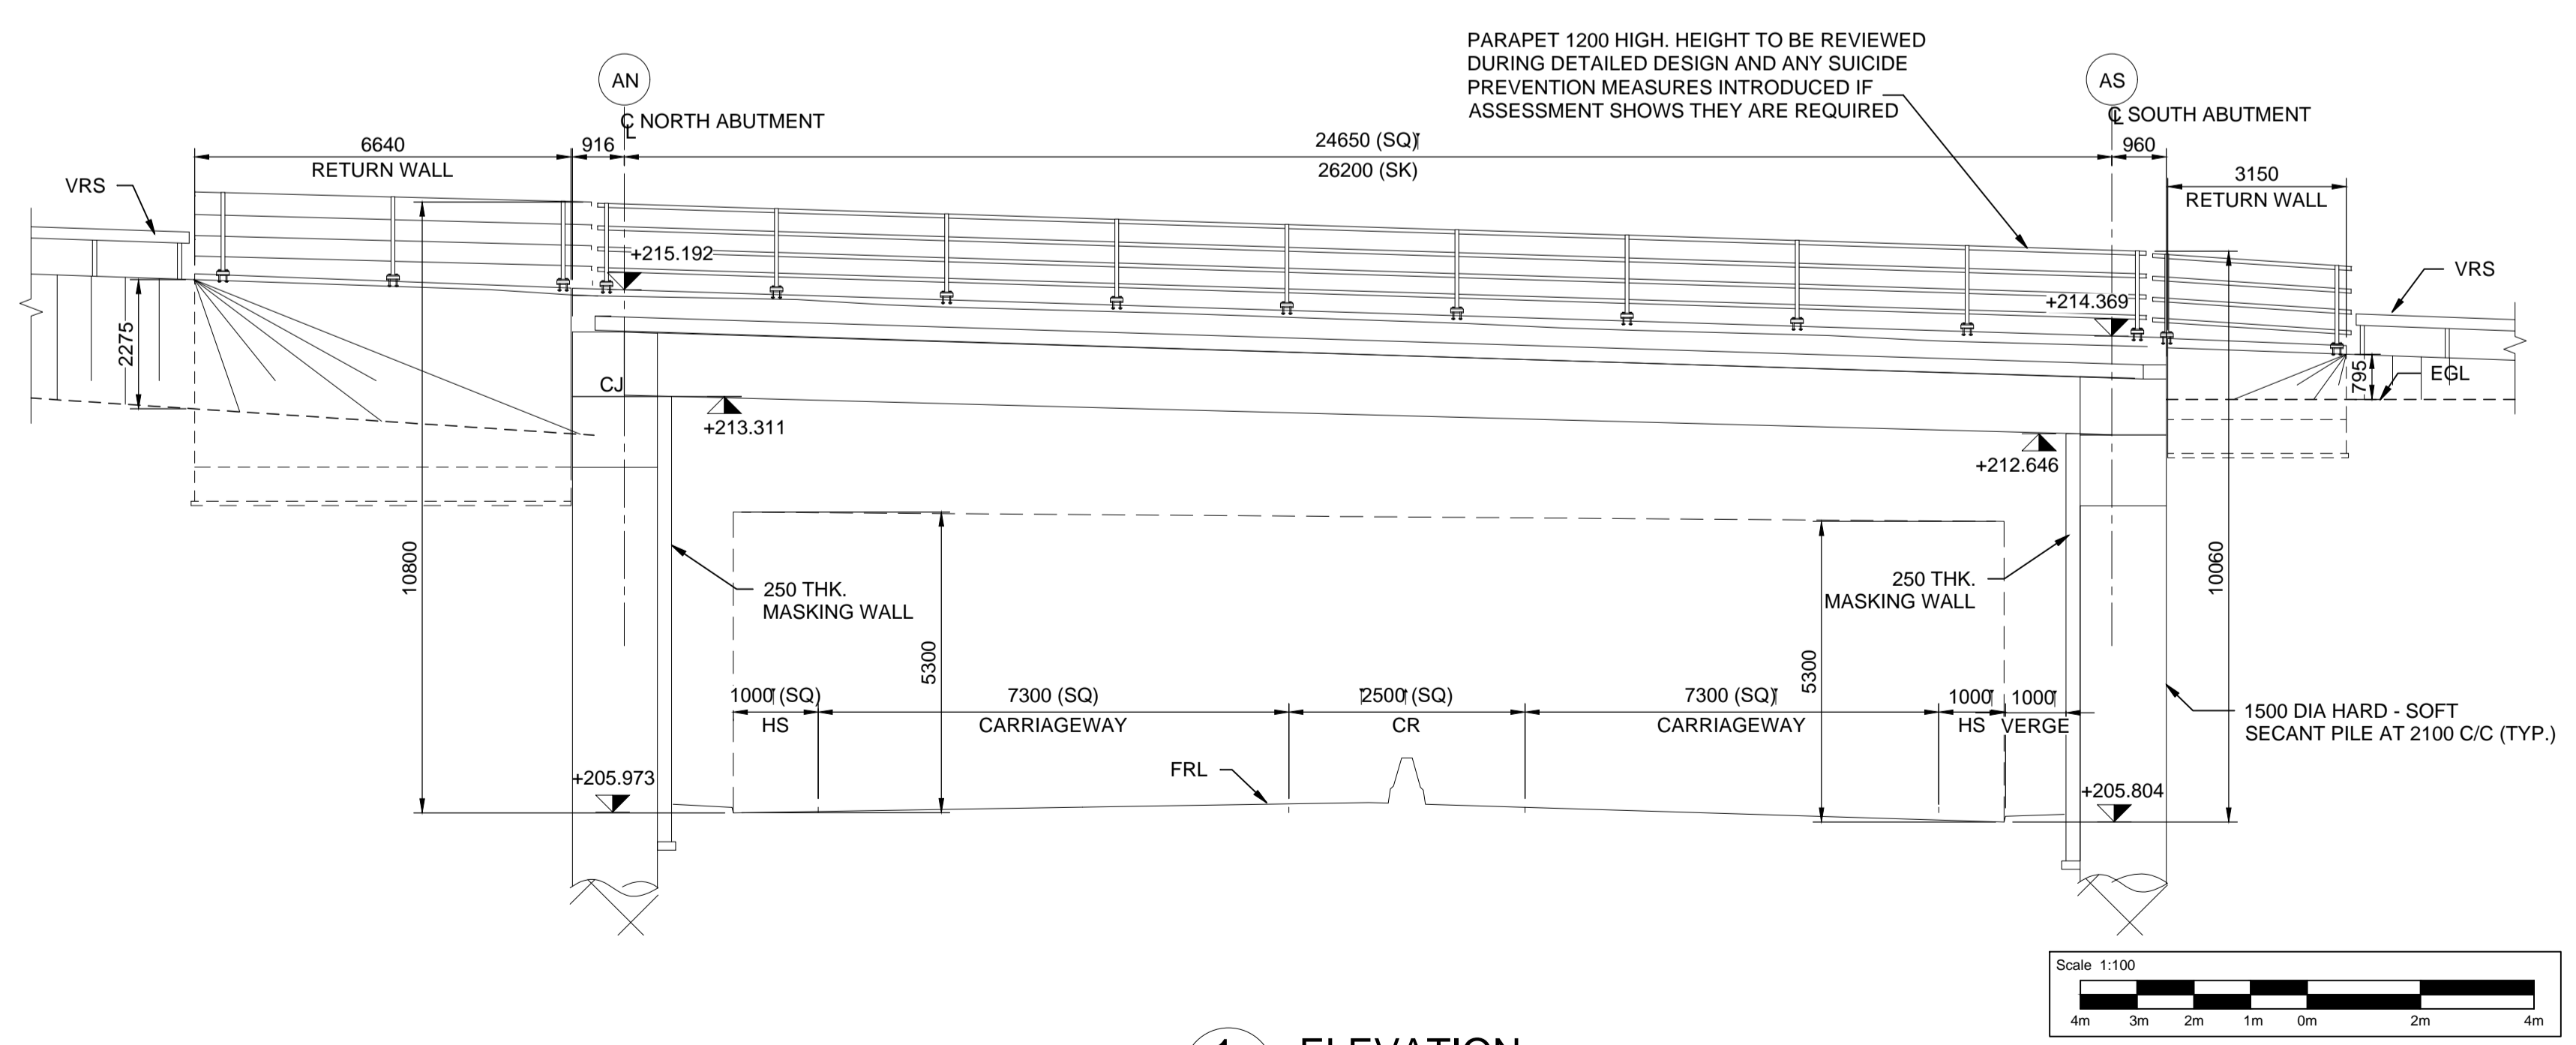 PARAPET 1200 HIGH. HEIGHT TO BE REVIEWED
DURING DETAILED DESIGN AND ANY SUICIDE
PREVENTION MEASURES INTRODUCED IF
ASSESSMENT SHOWS THEY ARE REQUIRED
AN
AS
CL NORTH ABUTMENT
CL SOUTH ABUTMENT
6640
RETURN WALL
916
24650 (SQ)
26200 (SK)
960
3150
RETURN WALL
VRS
VRS
+215.192
+214.369
2275
795
EGL
CJ
+213.311
+212.646
10800
10060
250 THK.
MASKING WALL
250 THK.
MASKING WALL
5300
5300
1000 (SQ)
HS
7300 (SQ)
CARRIAGEWAY
2500 (SQ)
CR
7300 (SQ)
CARRIAGEWAY
1000
HS
1000
VERGE
1500 DIA HARD - SOFT
SECANT PILE AT 2100 C/C (TYP.)
FRL
+205.973
+205.804
Scale 1:100
4m 3m 2m 1m 0m 2m 4m